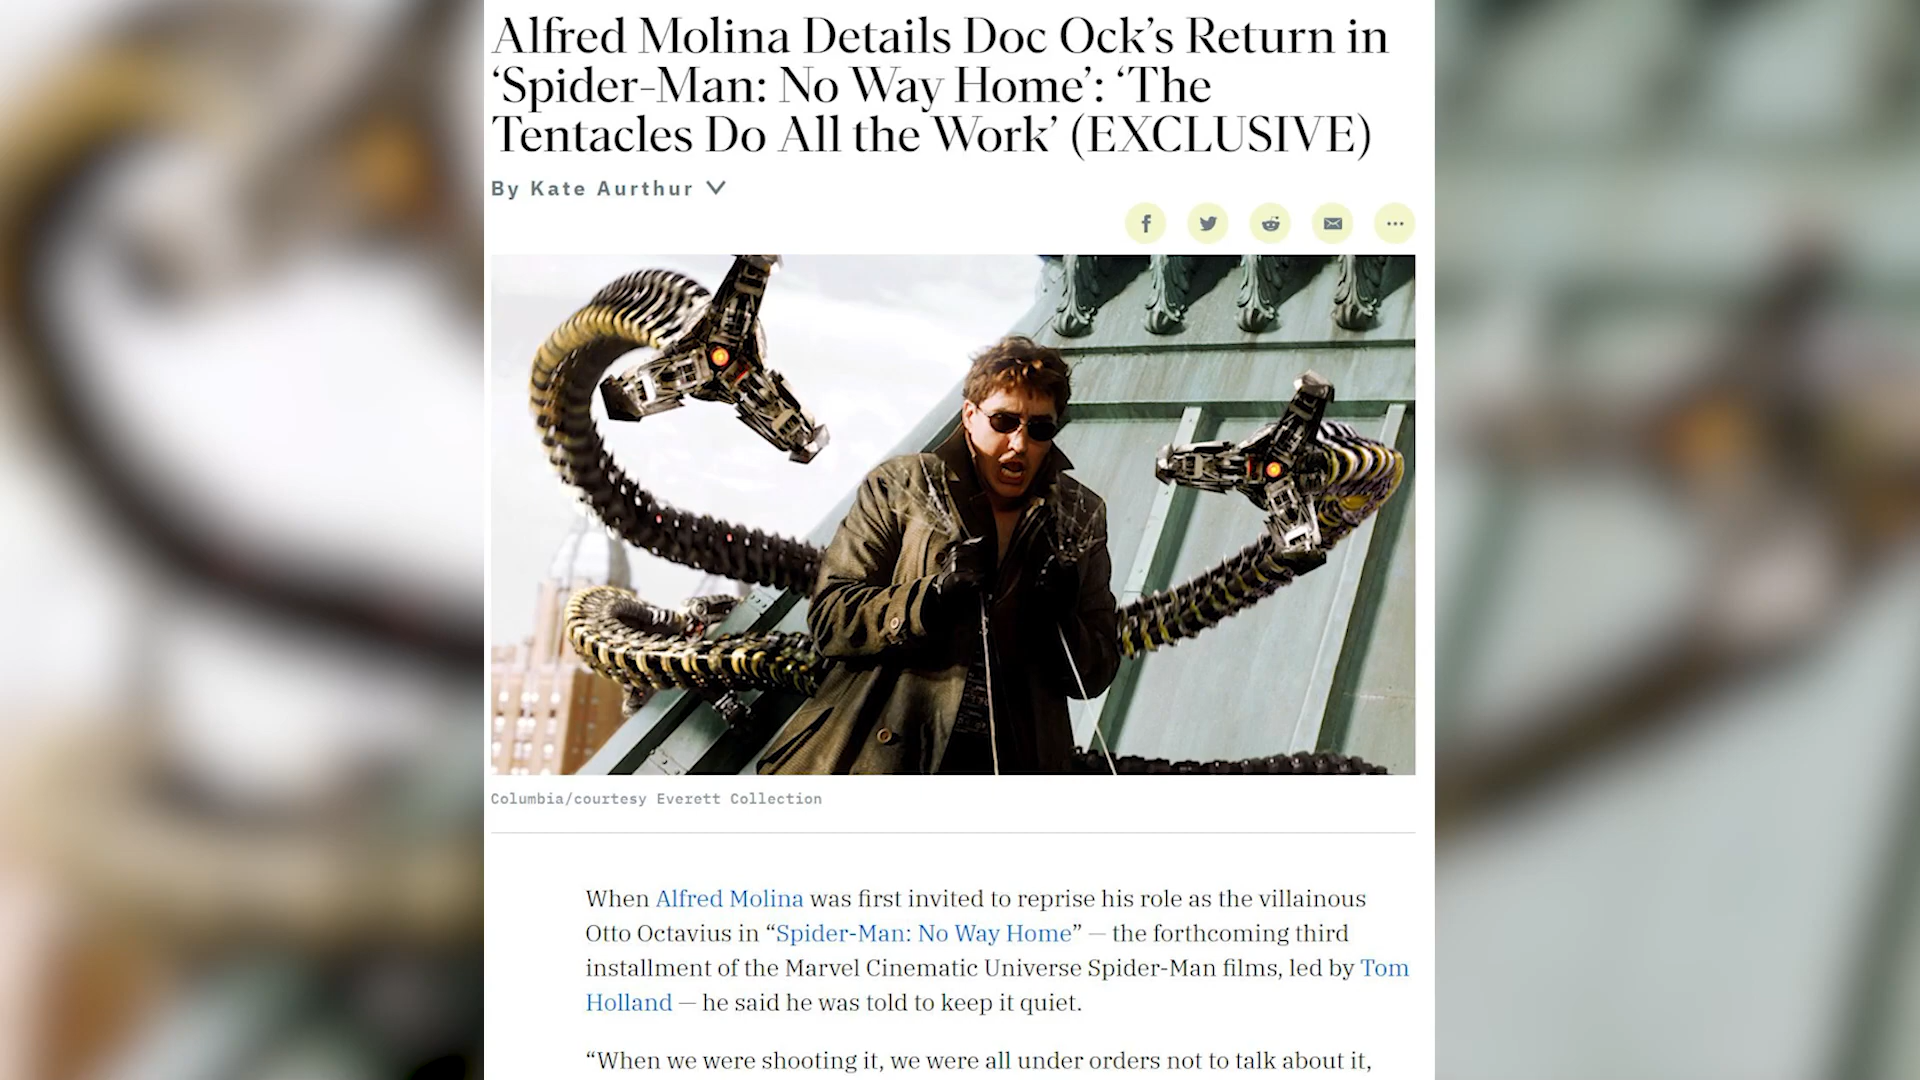 Alfred Molina Details Doc Ock’s Return in
‘Spider-Man: No Way Home’: ‘The
Tentacles Do All the Work’ (EXCLUSIVE)
By Kate Aurthur
Columbia/courtesy Everett Collection
When Alfred Molina was first invited to reprise his role as the villainous
Otto Octavius in “Spider-Man: No Way Home” — the forthcoming third
installment of the Marvel Cinematic Universe Spider-Man films, led by Tom
Holland — he said he was told to keep it quiet.
“When we were shooting it, we were all under orders not to talk about it,